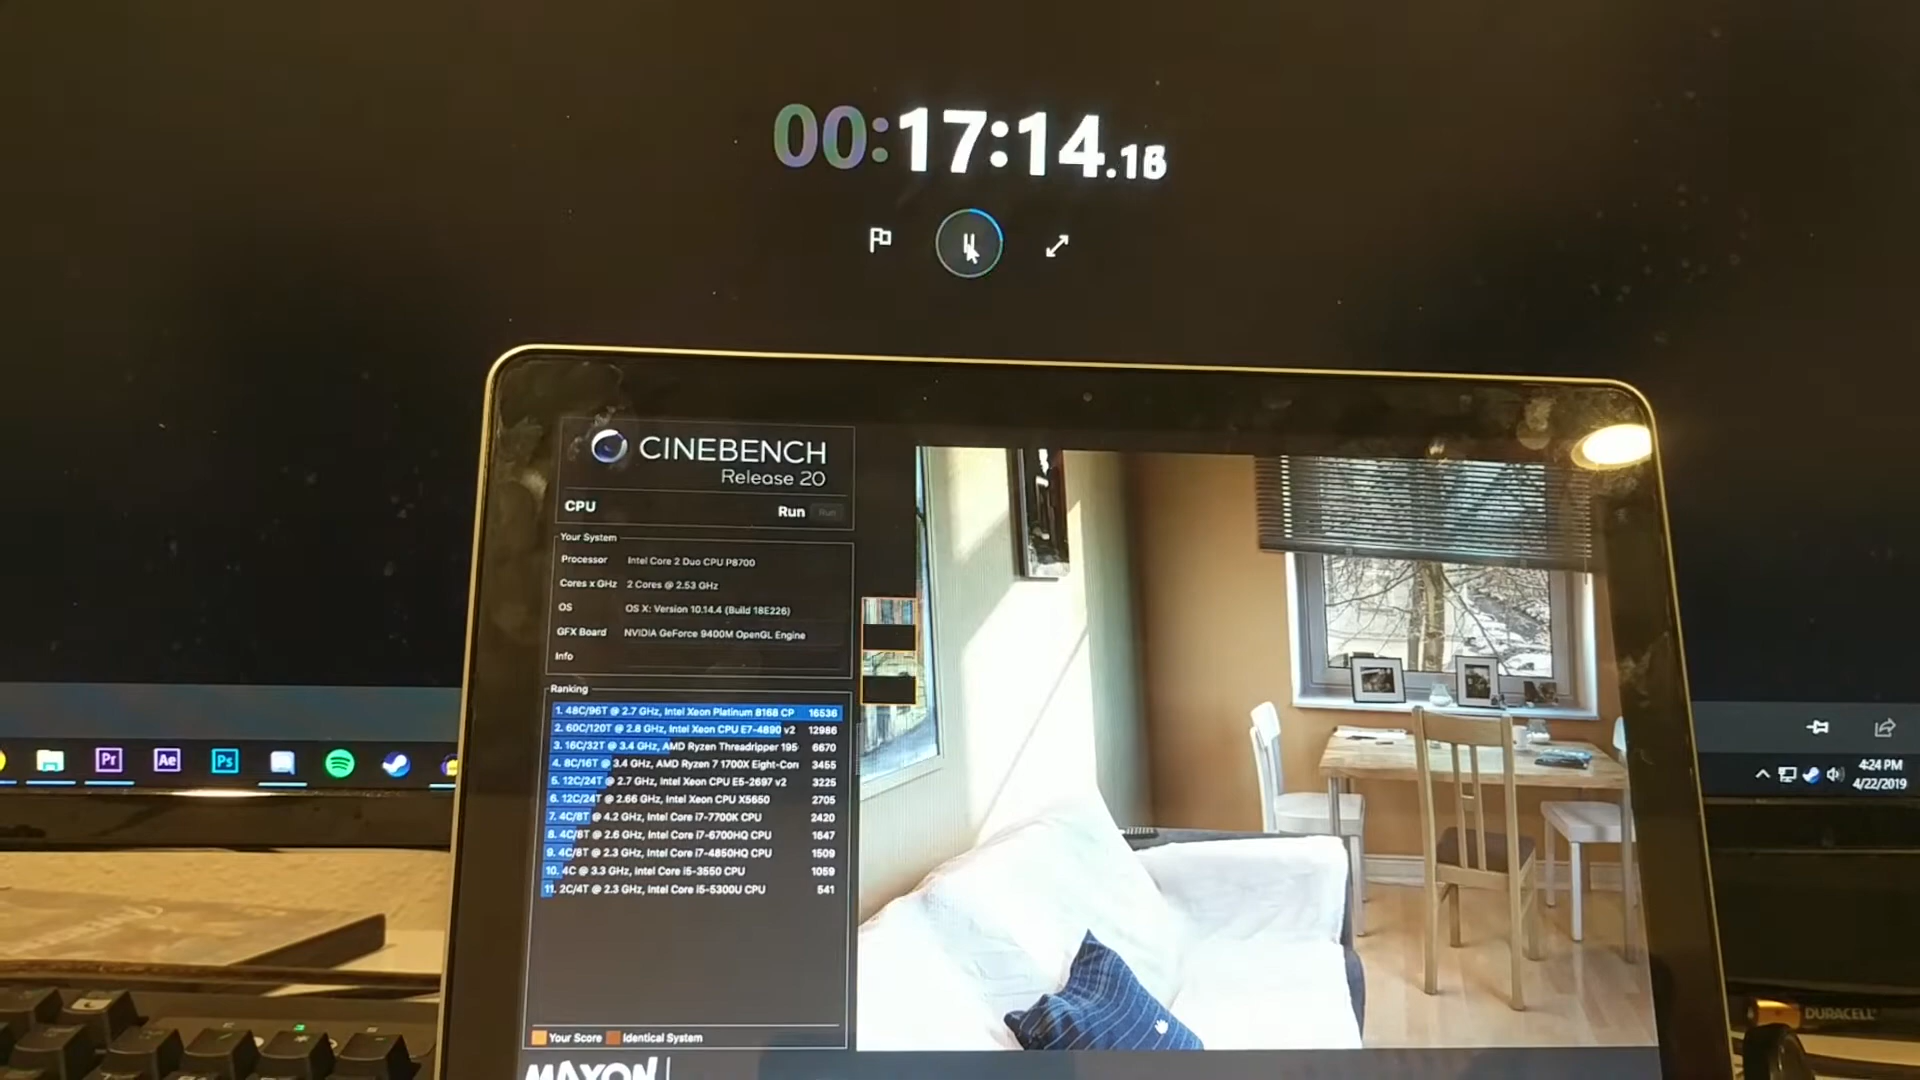 00:17:14
CINEBENCH
Release 20
CPU Run Run
Your System
Processor Intel Core 2 Duo CPU P8700
Cores x GHz 2 Cores @ 2.53 GHz
OS OS X: Version 10.14.4 (Build 18E226)
GFX Board NVIDIA GeForce 9400M OpenGL Engine
Info
Ranking
1. 48C/96T @ 2.7 GHz, Intel Xeon Platinum 8168 CP 16536
2. 60C/120T @ 2.8 GHz, Intel Xeon CPU E7-4890 v2 12986
3. 16C/32T @ 3.4 GHz, AMD Ryzen Threadripper 195 6670
4. 8C/16T @ 3.4 GHz, AMD Ryzen 7 1700X Eight-Cor 3455
5. 12C/24T @ 2.7 GHz, Intel Xeon CPU E5-2697 v2 3225
6. 12C/24T @ 2.66 GHz, Intel Xeon CPU X5650 2705
7. 4C/8T @ 4.2 GHz, Intel Core i7-7700K CPU 2420
8. 4C/8T @ 2.6 GHz, Intel Core i7-6700HQ CPU 1647
9. 4C/8T @ 2.3 GHz, Intel Core i7-4850HQ CPU 1509
10. 4C @ 3.3 GHz, Intel Core i5-3550 CPU 1059
11. 2C/4T @ 2.3 GHz, Intel Core i5-5300U CPU 541
Your Score Identical System
MAXON
Pr Ae Ps
4:24 PM
4/22/2019
DURACELL